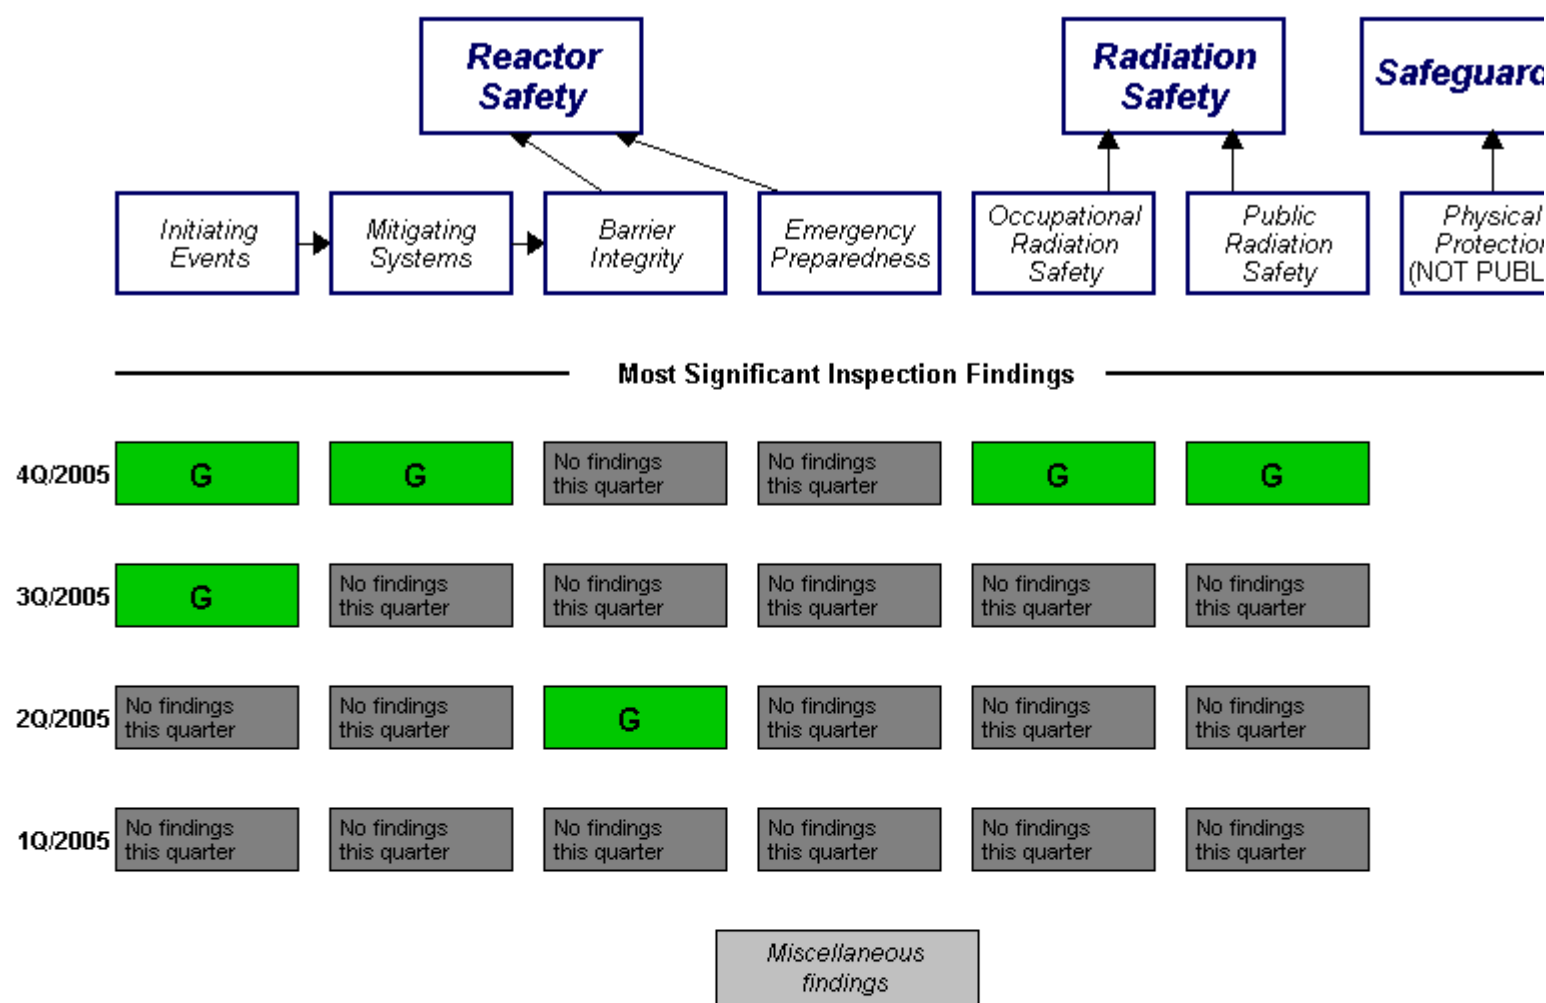 Reactor
Safety
Radiation
Safety
Safeguard
Initiating
Events
Mitigating
Systems
Barrier
Integrity
Emergency
Preparedness
Occupational
Radiation
Safety
Public
Radiation
Safety
Physical
Protection
(NOT PUBL
Most Significant Inspection Findings
4Q/2005
G
G
No findings
this quarter
No findings
this quarter
G
G
3Q/2005
G
No findings
this quarter
No findings
this quarter
No findings
this quarter
No findings
this quarter
No findings
this quarter
2Q/2005
No findings
this quarter
No findings
this quarter
G
No findings
this quarter
No findings
this quarter
No findings
this quarter
1Q/2005
No findings
this quarter
No findings
this quarter
No findings
this quarter
No findings
this quarter
No findings
this quarter
No findings
this quarter
Miscellaneous
findings